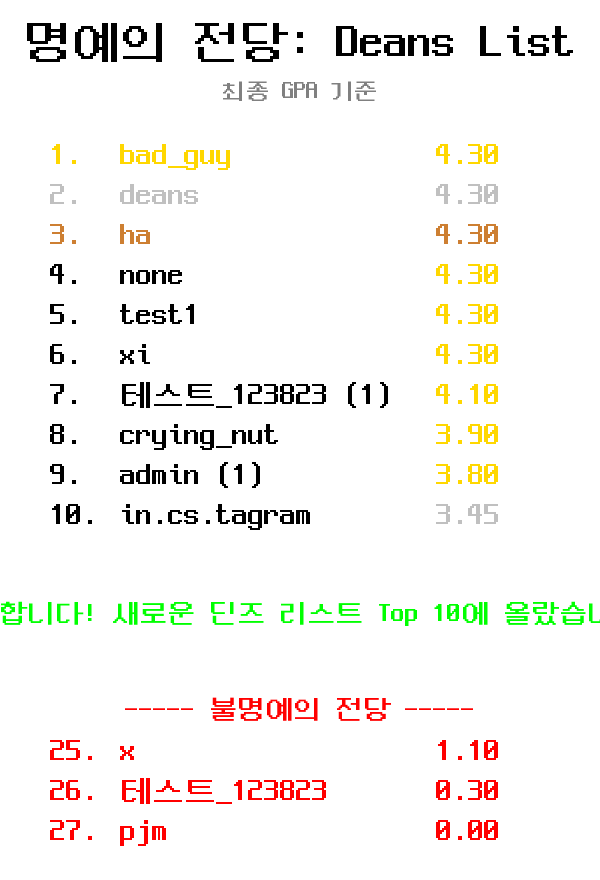 명예의 전당: Deans List
최종 GPA 기준
1. bad_guy 4.30
2. deans 4.30
3. ha 4.30
4. none 4.30
5. test1 4.30
6. xi 4.30
7. 테스트_123823 (1) 4.10
8. crying_nut 3.90
9. admin (1) 3.80
10. in.cs.tagram 3.45
합니다! 새로운 딘즈 리스트 Top 10에 올랐습니
----- 불명예의 전당 -----
25. x 1.10
26. 테스트_123823 0.30
27. pjm 0.00